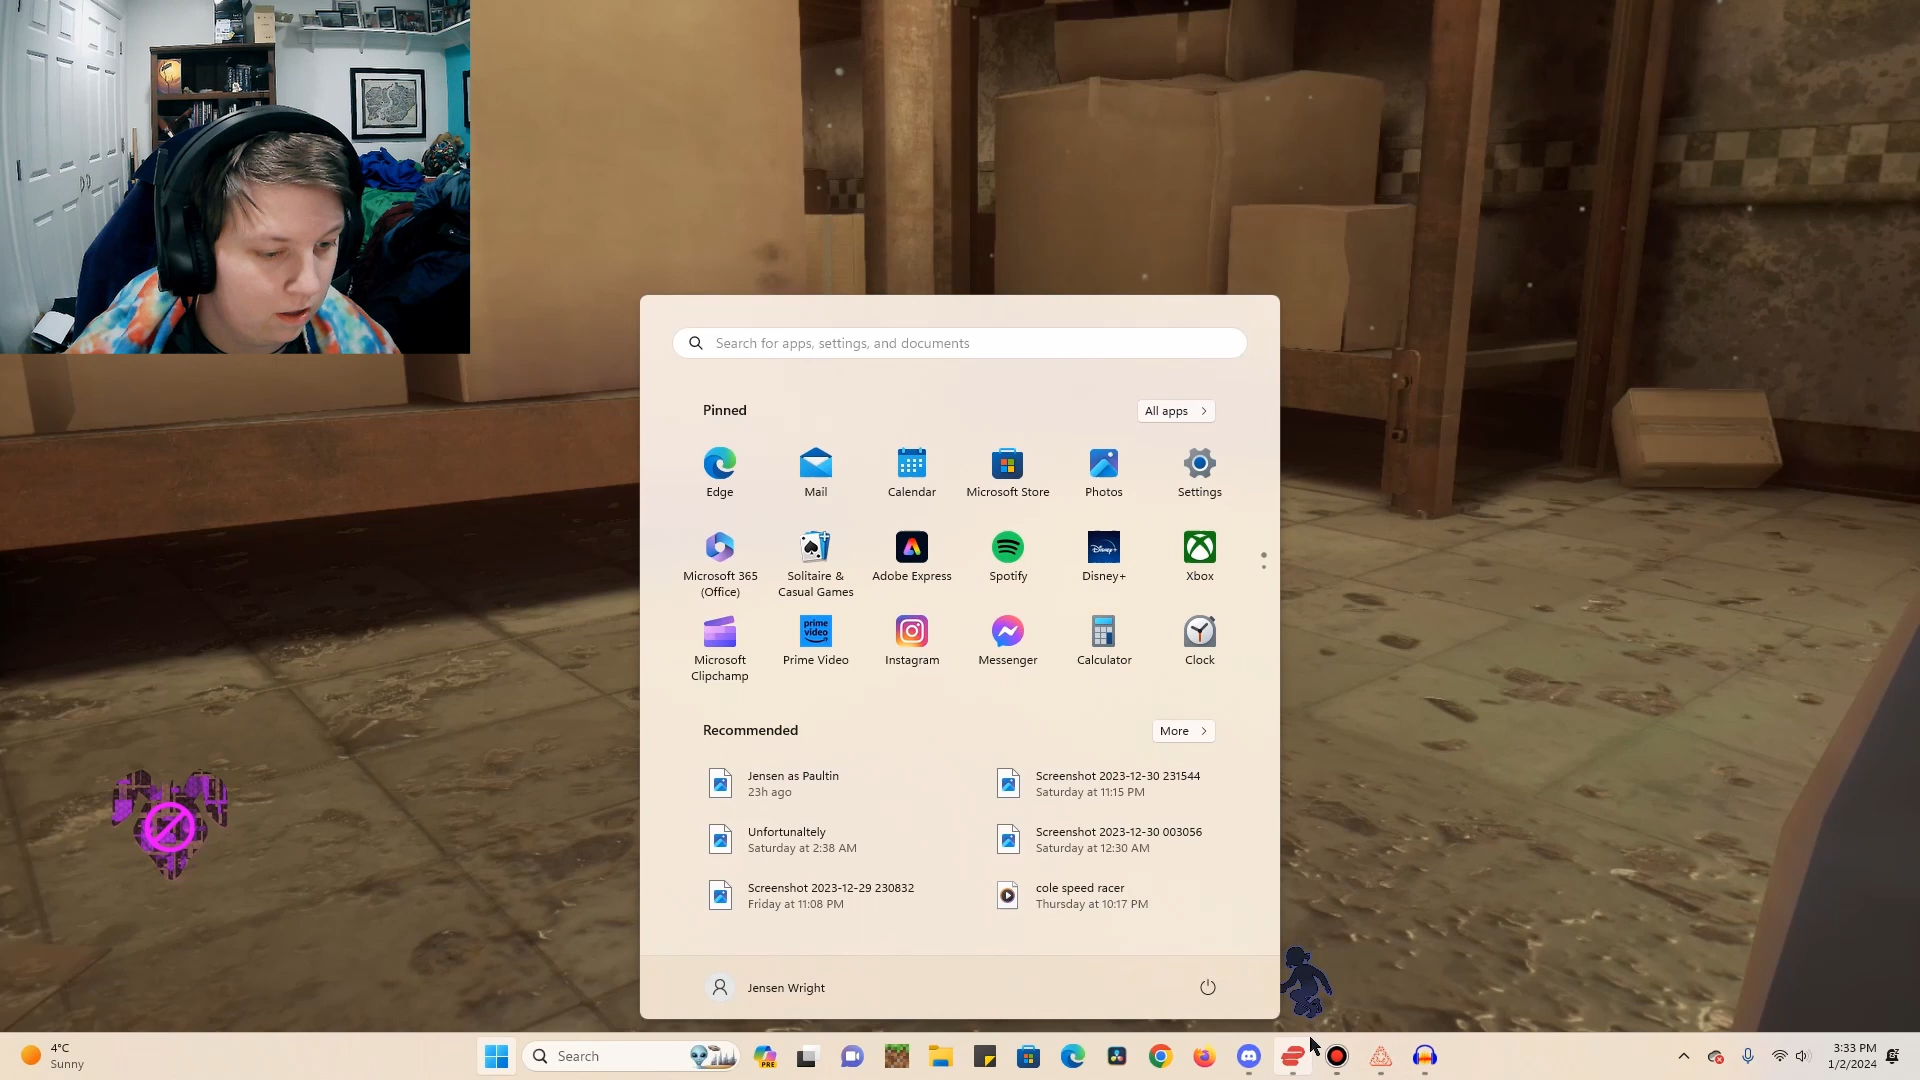 Search for apps, settings, and documents
Pinned
All apps
Edge
Mail
Calendar
Microsoft Store
Photos
Settings
Microsoft 365
(Office)
Solitaire &
Casual Games
Adobe Express
Spotify
Disney+
Disney+
Xbox
prime
video
Microsoft
Clipchamp
Prime Video
Instagram
Messenger
Calculator
Clock
Recommended
More
Jensen as Paultin
23h ago
Screenshot 2023-12-30 231544
Saturday at 11:15 PM
Unfortunaltely
Saturday at 2:38 AM
Screenshot 2023-12-30 003056
Saturday at 12:30 AM
Screenshot 2023-12-29 230832
Friday at 11:08 PM
cole speed racer
Thursday at 10:17 PM
Jensen Wright
4°C
Sunny
Search
PRE
3:33 PM
1/2/2024